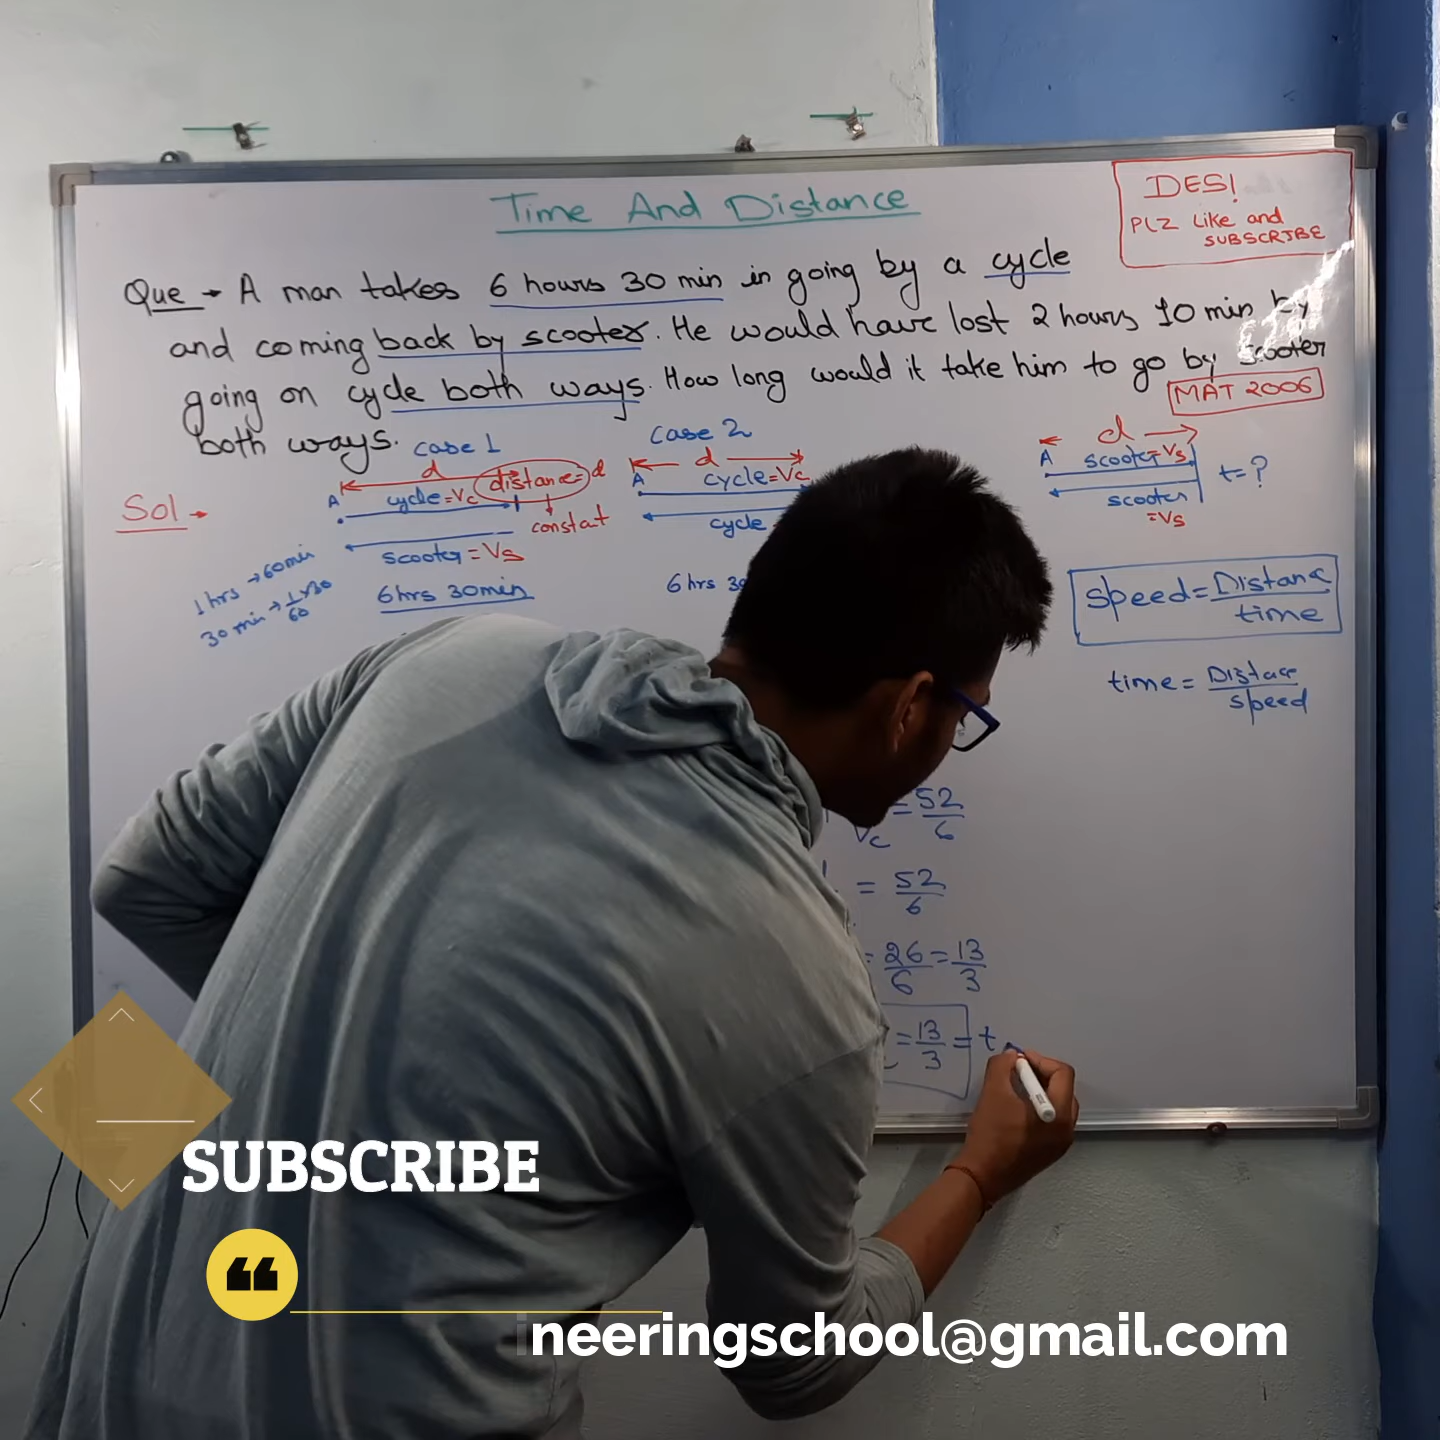 Time And Distance
DESI
PLZ Like and
SUBSCRIBE
Que → A man takes 6 hours 30 min in going by a cycle
and coming back by scooter. He would have lost 2 hours 10 min by
going on cycle both ways. How long would it take him to go by scooter
both ways.
MAT 2006
Sol →
case 1
d
distance = d
A
cycle = Vc
constat
scooter = Vs
6 hrs 30 min
1 hrs → 60 min
30 min → 1/60 × 30
case 2
d
A
cycle = Vc
cycle
6 hrs 30
d
A
scooter = Vs
scooter
= Vs
t = ?
Speed = Distanc / time
time = Distace / speed
Vc = 52/6
= 52/6
= 26/6 = 13/3
= 13/3 = t
SUBSCRIBE
ineeringschool@gmail.com